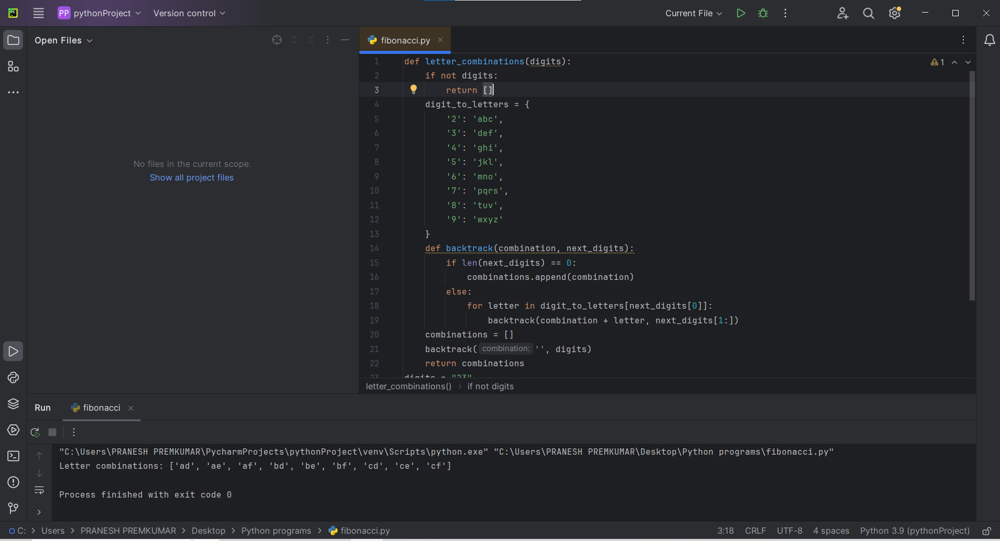 PC
PP pythonProject Version control Current File
Open Files
fibonacci.py
No files in the current scope.
Show all project files
1 def letter_combinations(digits):
1
2 if not digits:
3 return []
4 digit_to_letters = {
5 '2': 'abc',
6 '3': 'def',
7 '4': 'ghi',
8 '5': 'jkl',
9 '6': 'mno',
10 '7': 'pqrs',
11 '8': 'tuv',
12 '9': 'wxyz'
13 }
14 def backtrack(combination, next_digits):
15 if len(next_digits) == 0:
16 combinations.append(combination)
17 else:
18 for letter in digit_to_letters[next_digits[0]]:
19 backtrack(combination + letter, next_digits[1:])
20 combinations = []
21 backtrack( combination: '', digits)
22 return combinations
23 digits = "23"
letter_combinations() > if not digits
Run fibonacci
"C:\Users\PRANESH PREMKUMAR\PycharmProjects\pythonProject\venv\Scripts\python.exe" "C:\Users\PRANESH PREMKUMAR\Desktop\Python programs\fibonacci.py"
Letter combinations: ['ad', 'ae', 'af', 'bd', 'be', 'bf', 'cd', 'ce', 'cf']
Process finished with exit code 0
C: > Users > PRANESH PREMKUMAR > Desktop > Python programs > fibonacci.py 3:18 CRLF UTF-8 4 spaces Python 3.9 (pythonProject)